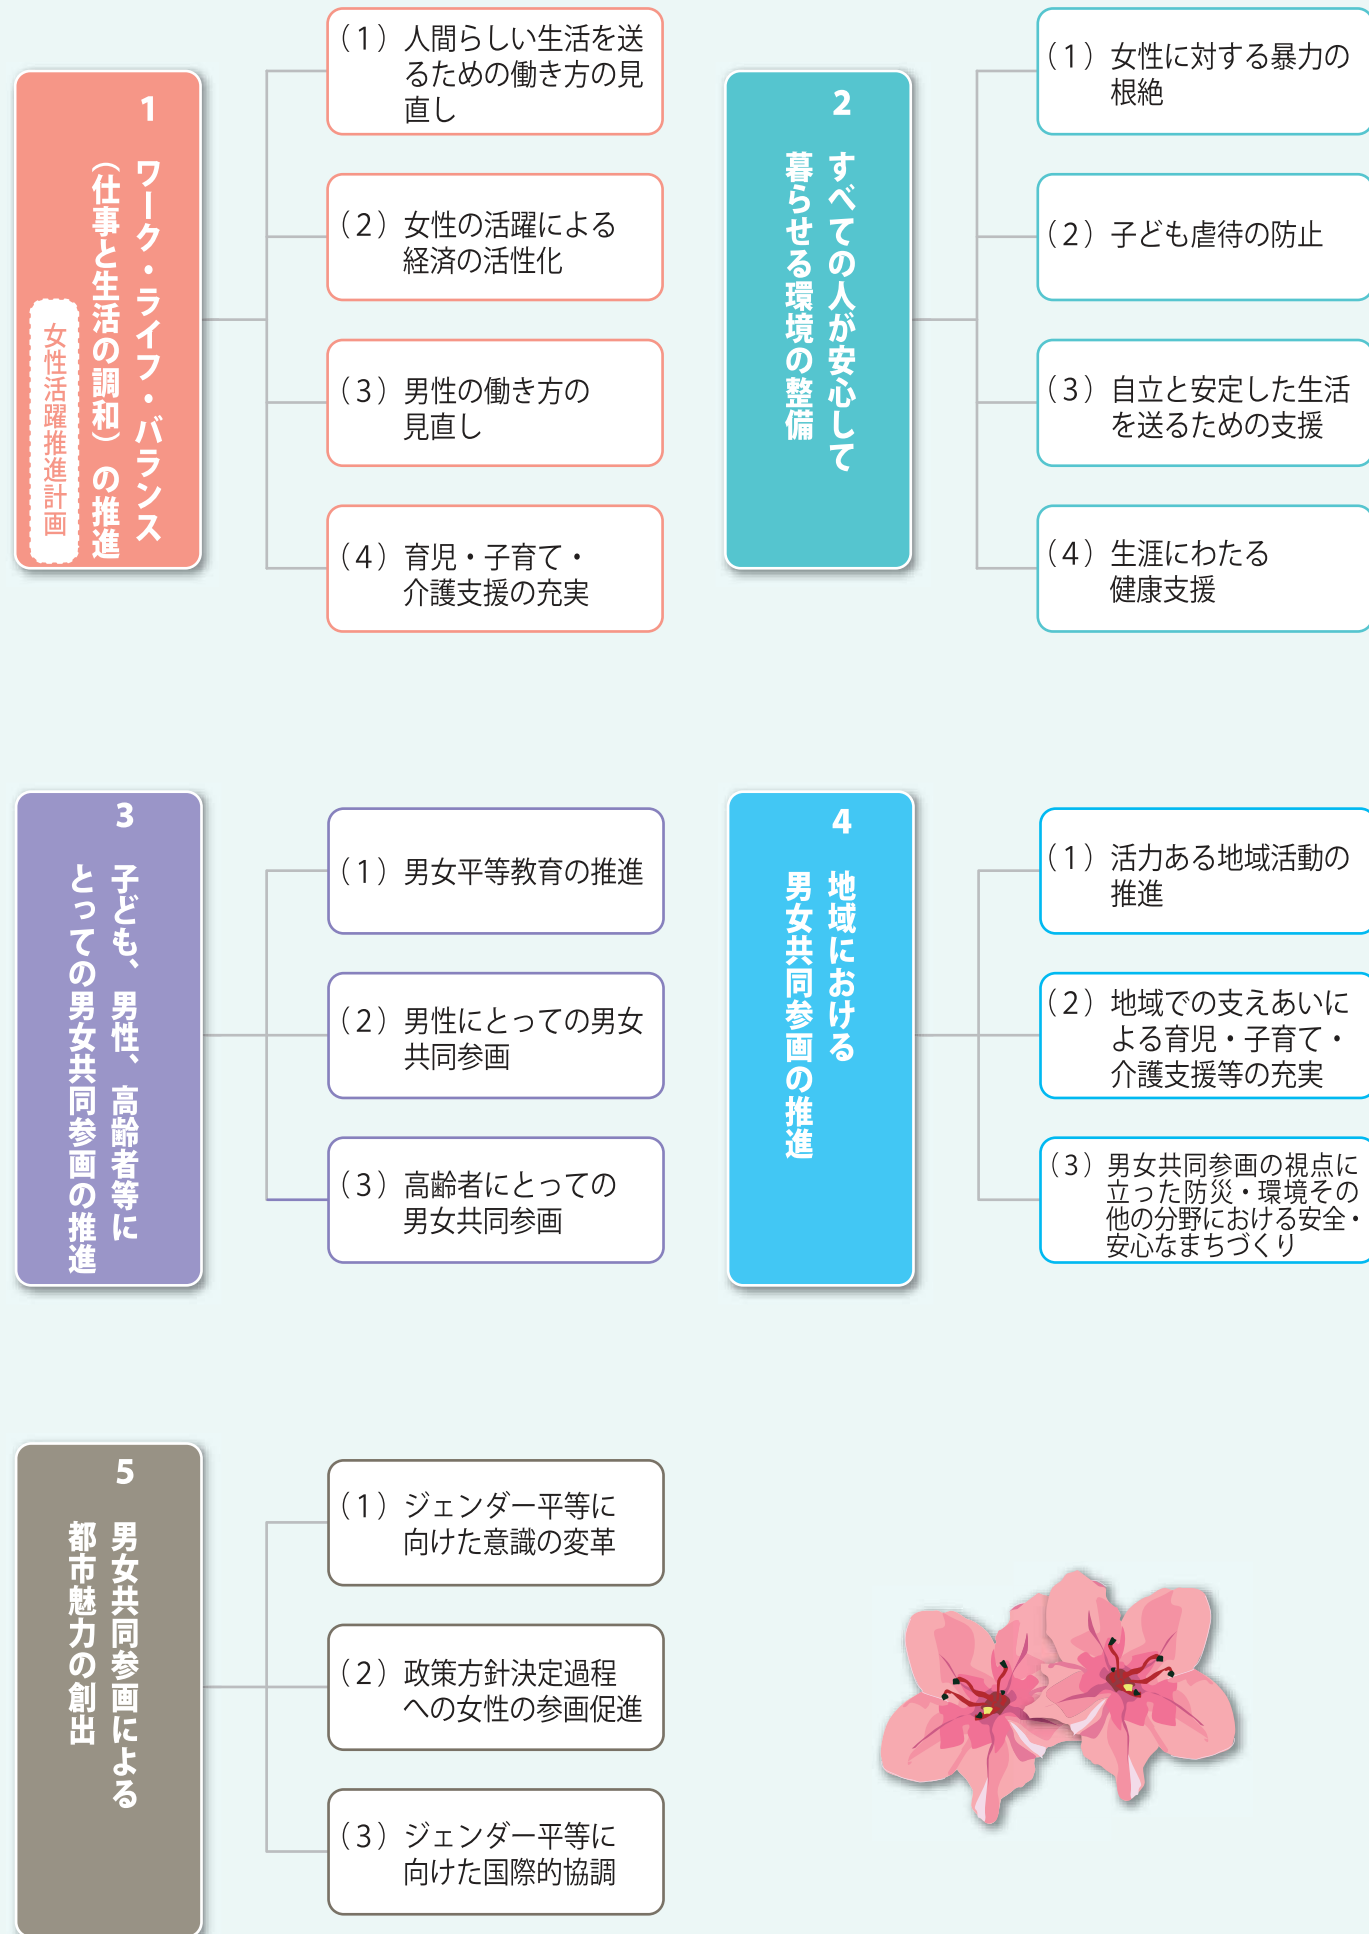 1 ワーク・ライフ・バランス
（仕事と生活の調和）の推進
女性活躍推進計画
（1）人間らしい生活を送
るための働き方の見
直し
（2）女性の活躍による
経済の活性化
（3）男性の働き方の
見直し
（4）育児・子育て・
介護支援の充実
2 すべての人が安心して
暮らせる環境の整備
（1）女性に対する暴力の
根絶
（2）子ども虐待の防止
（3）自立と安定した生活
を送るための支援
（4）生涯にわたる
健康支援
3 子ども、男性、高齢者等に
とっての男女共同参画の推進
（1）男女平等教育の推進
（2）男性にとっての男女
共同参画
（3）高齢者にとっての
男女共同参画
4 地域における
男女共同参画の推進
（1）活力ある地域活動の
推進
（2）地域での支えあいに
よる育児・子育て・
介護支援等の充実
（3）男女共同参画の視点に
立った防災・環境その
他の分野における安全・
安心なまちづくり
5 男女共同参画による
都市魅力の創出
（1）ジェンダー平等に
向けた意識の変革
（2）政策方針決定過程
への女性の参画促進
（3）ジェンダー平等に
向けた国際的協調